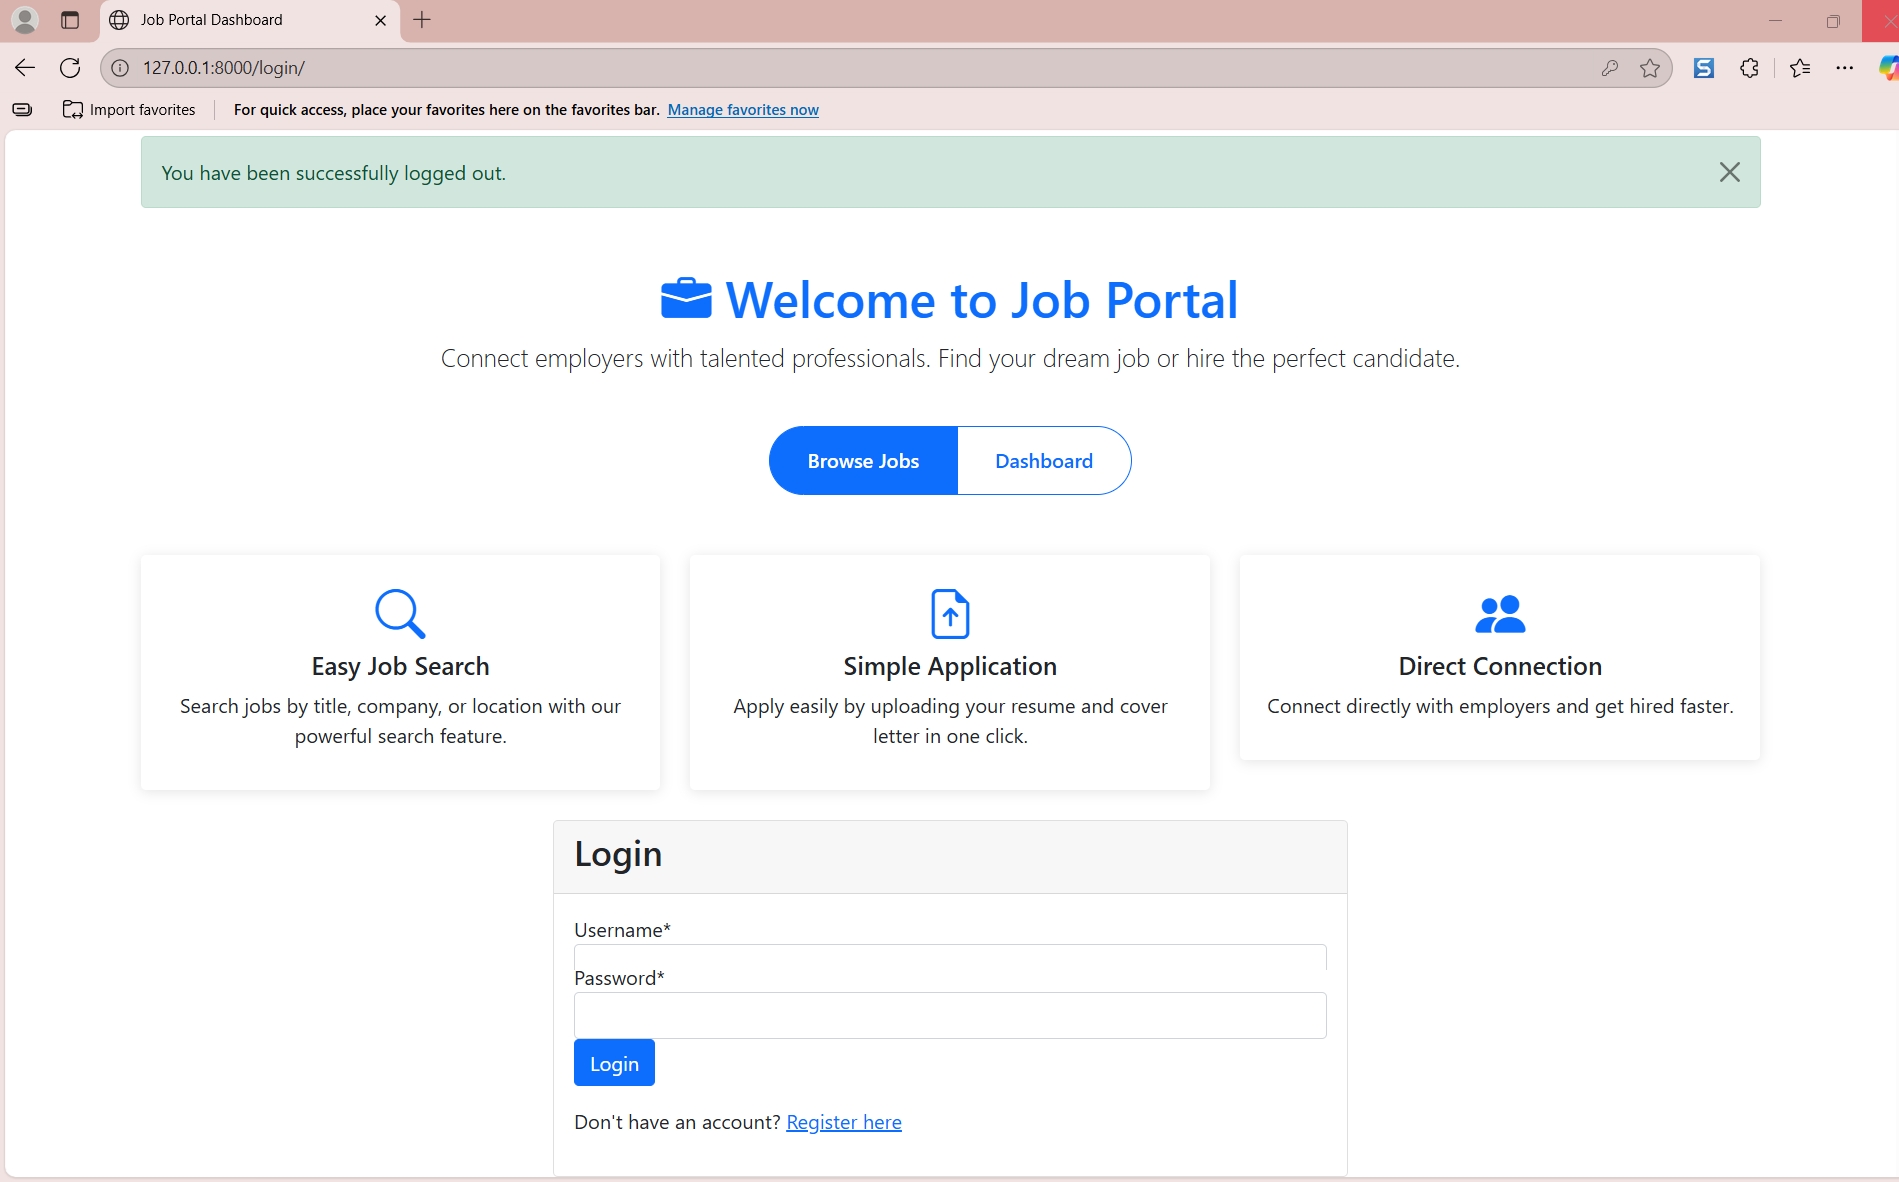 Job Portal Dashboard
127.0.0.1:8000/login/
Import favorites
For quick access, place your favorites here on the favorites bar. Manage favorites now
You have been successfully logged out.
Welcome to Job Portal
Connect employers with talented professionals. Find your dream job or hire the perfect candidate.
Browse Jobs
Dashboard
Easy Job Search
Search jobs by title, company, or location with our
powerful search feature.
Simple Application
Apply easily by uploading your resume and cover
letter in one click.
Direct Connection
Connect directly with employers and get hired faster.
Login
Username*
Password*
Login
Don't have an account? Register here